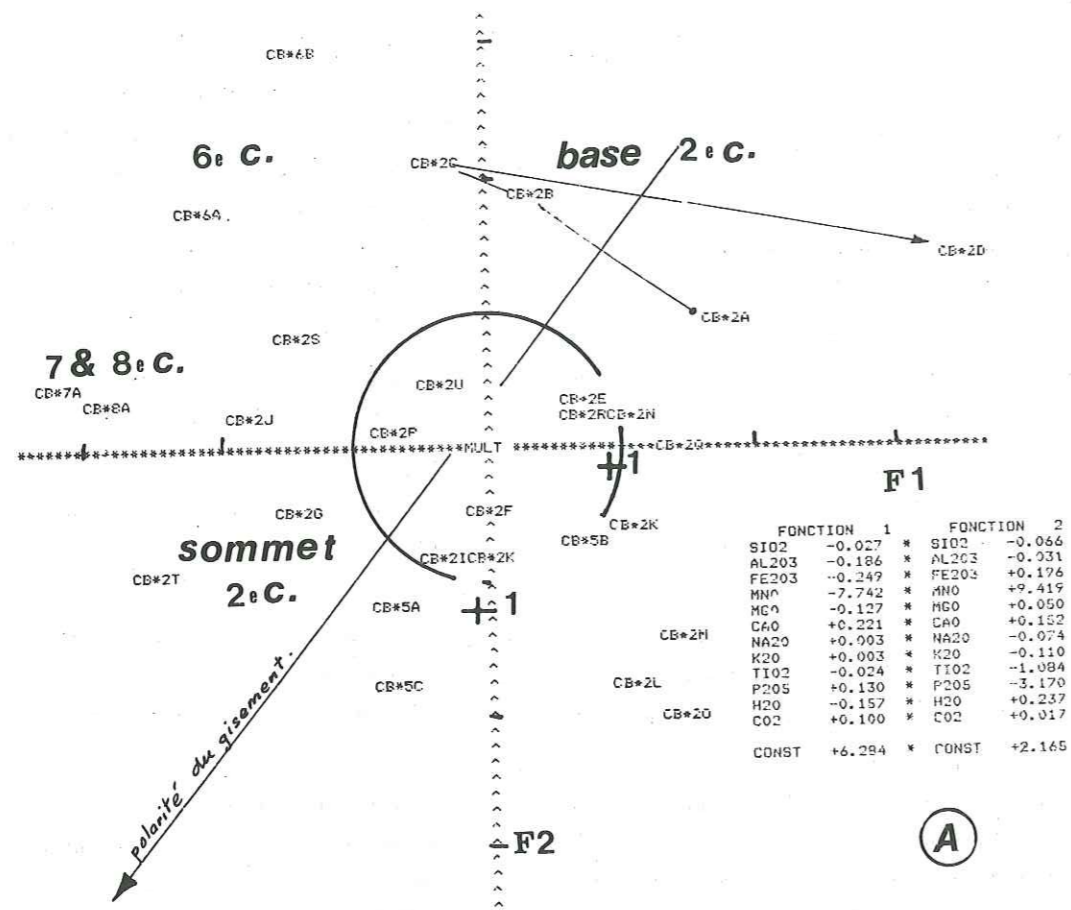 CB*6B
6e C.
CB*2C
base 2e C.
CB*2B
CB*6A
CB*2D
CB*2A
CB*2S
7 & 8e C.
CB*7A
CB*8A
CB*2U
CB*2E
CB*2RCB*2N
CB*2J
CB*2P
MULT
CB*2Q
+1
F1
CB*2G
CB*2F
CB*2K
CB*5B
sommet
2e C.
CB*2ICB*2K
CB*2T
CB*5A
+1
CB*2M
CB*5C
CB*2L
CB*2O
polarité du gisement.
F2
FONCTION 1 FONCTION 2
SIO2 -0.027 * SIO2 -0.066
AL2O3 -0.186 * AL2O3 -0.031
FE2O3 -0.249 * FE2O3 +0.176
MNO -7.742 * MNO +9.419
MGO -0.127 * MGO +0.050
CAO +0.221 * CAO +0.152
NA2O +0.003 * NA2O -0.074
K2O +0.003 * K2O -0.110
TIO2 -0.024 * TIO2 -1.084
P2O5 +0.130 * P2O5 -3.170
H2O -0.157 * H2O +0.237
CO2 +0.100 * CO2 +0.017
CONST +6.284 * CONST +2.165
A